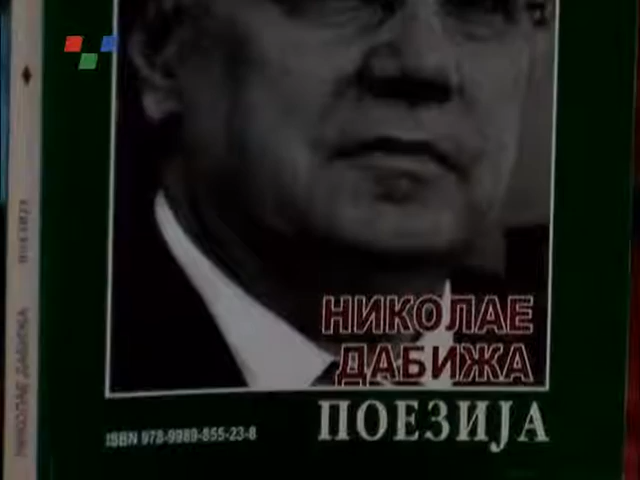 НИКОЛАЕ
ДАБИЖА
ПОЕЗИЈА
ISBN 978-9989-855-23-8
НИКОЛАЕ ДАБИЖА